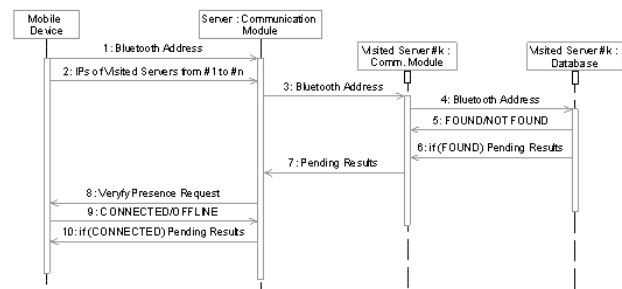 Mobile
Device
Server : Communication
Module
Visited Server#k :
Comm. Module
Visited Server#k :
Database
1: Bluetooth Address
2: IPs of Visited Servers from #1 to #n
3: Bluetooth Address
4: Bluetooth Address
5: FOUND/NOT FOUND
6: if(FOUND) Pending Results
7: Pending Results
8: Veryfy Presence Request
9: CONNECTED/OFFLINE
10: if(CONNECTED) Pending Results